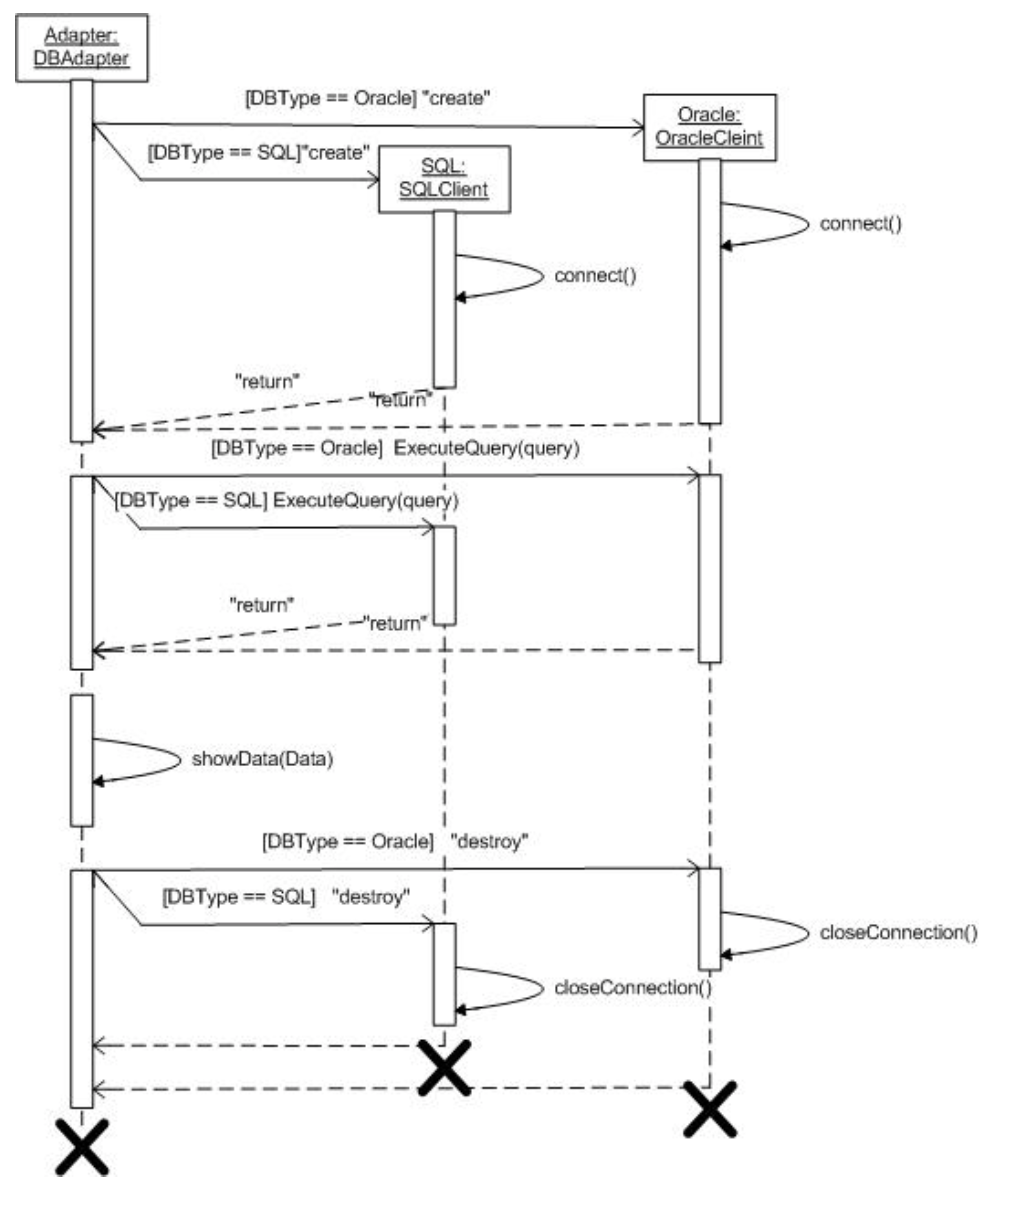 Adapter:
DBAdapter
[DBType == Oracle] "create"
Oracle:
OracleCleint
[DBType == SQL]"create"
SQL:
SQLClient
connect()
connect()
"return"
"return"
[DBType == Oracle] ExecuteQuery(query)
[DBType == SQL] ExecuteQuery(query)
"return"
"return"
showData(Data)
[DBType == Oracle] "destroy"
[DBType == SQL] "destroy"
closeConnection()
closeConnection()